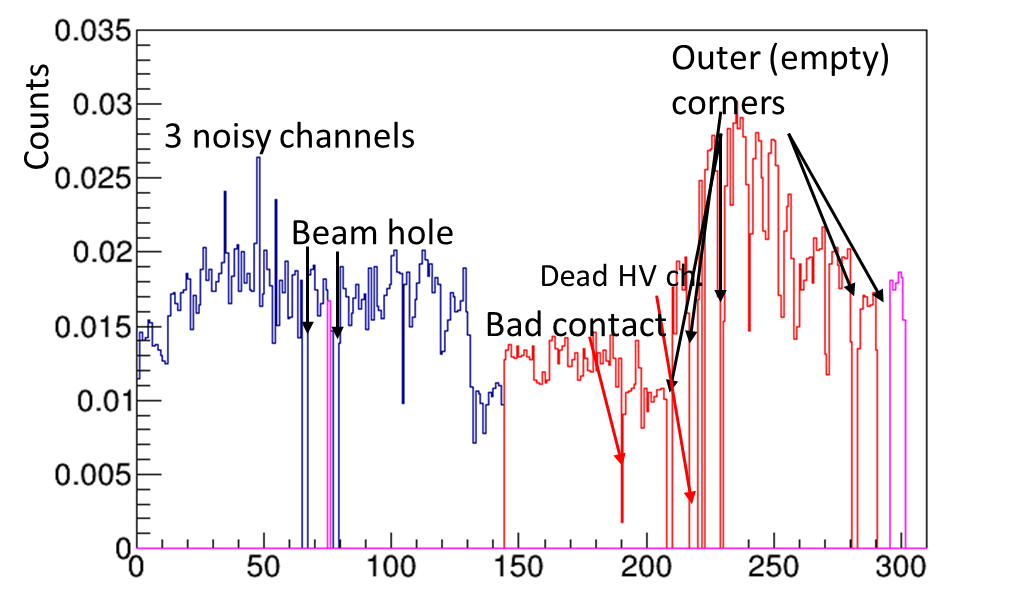 0.035
Outer (empty)
corners
0.03
Counts
3 noisy channels
0.025
Beam hole
0.02
Dead HV ch.
Bad contact
0.015
0.01
0.005
0
0 50 100 150 200 250 300